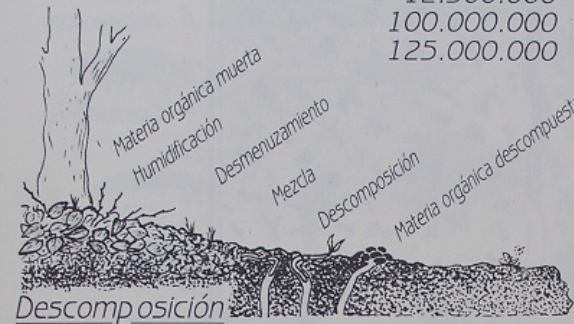 100.000.000
125.000.000
Materia orgánica muerta
Humidificación
Desmenuzamiento
Mezcla
Descomposición
Materia orgánica descompuesta
Descomposición